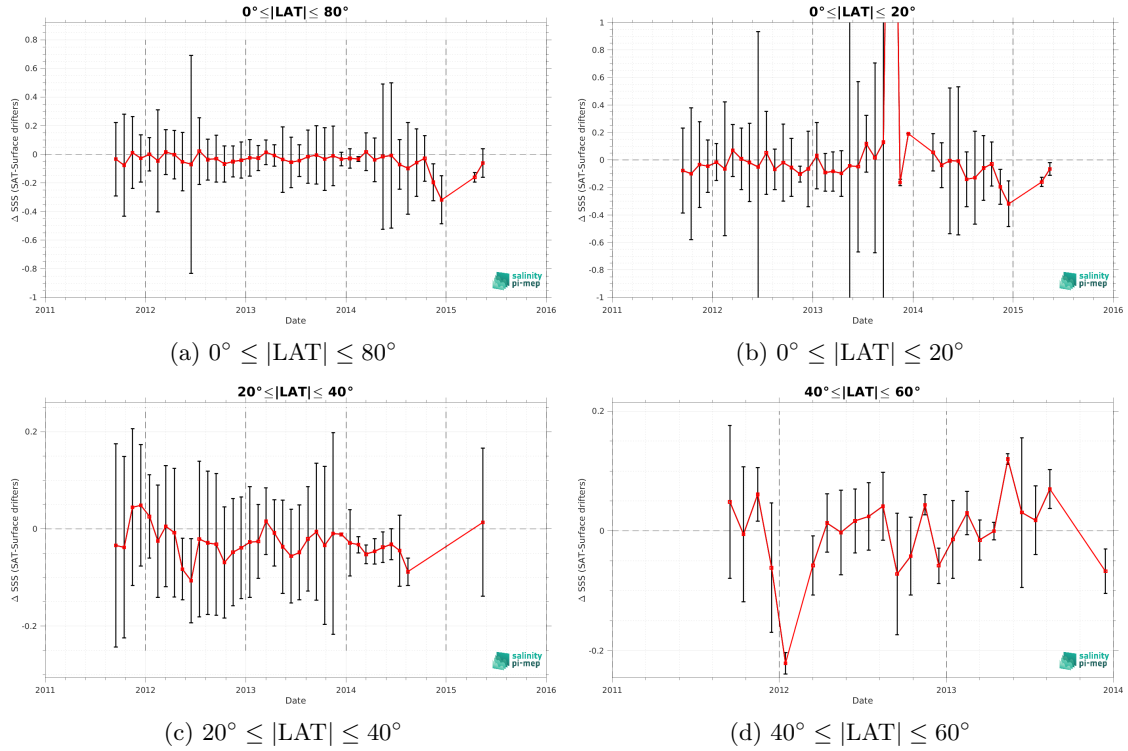 0°≤|LAT|≤ 80°
Δ SSS (SAT-Surface drifters)
1
0.8
0.6
0.4
0.2
0
-0.2
-0.4
-0.6
-0.8
-1
2011
2012
2013
2014
2015
2016
Date
salinity
pi-mep
(a) 0° ≤ |LAT| ≤ 80°
0°≤|LAT|≤ 20°
Δ SSS (SAT-Surface drifters)
1
0.8
0.6
0.4
0.2
0
-0.2
-0.4
-0.6
-0.8
-1
2011
2012
2013
2014
2015
2016
Date
salinity
pi-mep
(b) 0° ≤ |LAT| ≤ 20°
20°≤|LAT|≤ 40°
Δ SSS (SAT-Surface drifters)
0.2
0
-0.2
2011
2012
2013
2014
2015
2016
Date
salinity
pi-mep
(c) 20° ≤ |LAT| ≤ 40°
40°≤|LAT|≤ 60°
Δ SSS (SAT-Surface drifters)
0.2
0.1
0
-0.1
-0.2
2011
2012
2013
2014
Date
salinity
pi-mep
(d) 40° ≤ |LAT| ≤ 60°